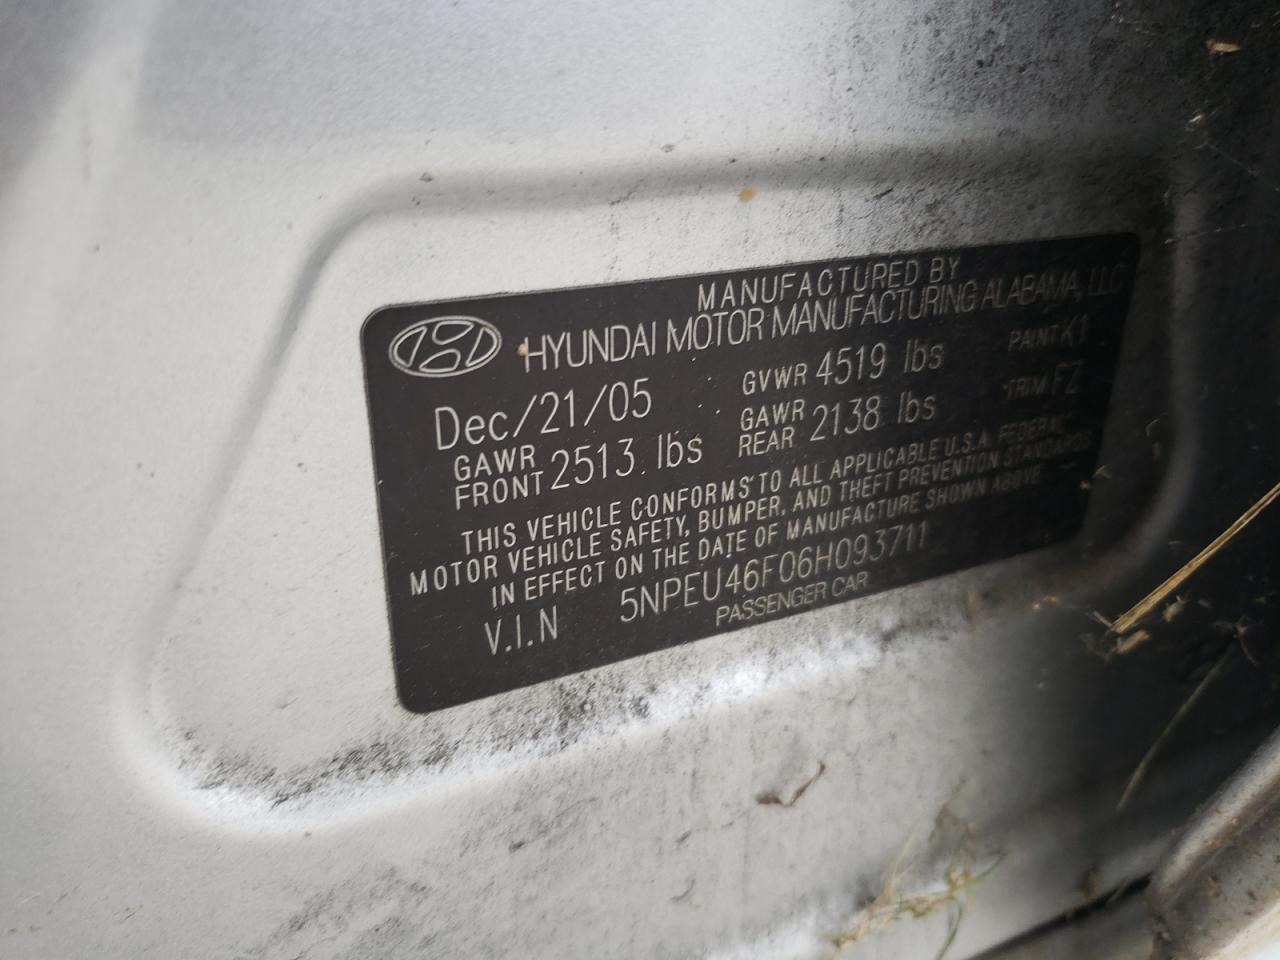 MANUFACTURED BY
HYUNDAI MOTOR MANUFACTURING ALABAMA, LLC
Dec/21/05 GVWR 4519 lbs PAINT K1
GAWR FRONT 2513 lbs GAWR REAR 2138 lbs TRIM FZ
THIS VEHICLE CONFORMS TO ALL APPLICABLE U.S.A. FEDERAL
MOTOR VEHICLE SAFETY, BUMPER, AND THEFT PREVENTION STANDARDS
IN EFFECT ON THE DATE OF MANUFACTURE SHOWN ABOVE
V.I.N 5NPEU46F06H093711
PASSENGER CAR